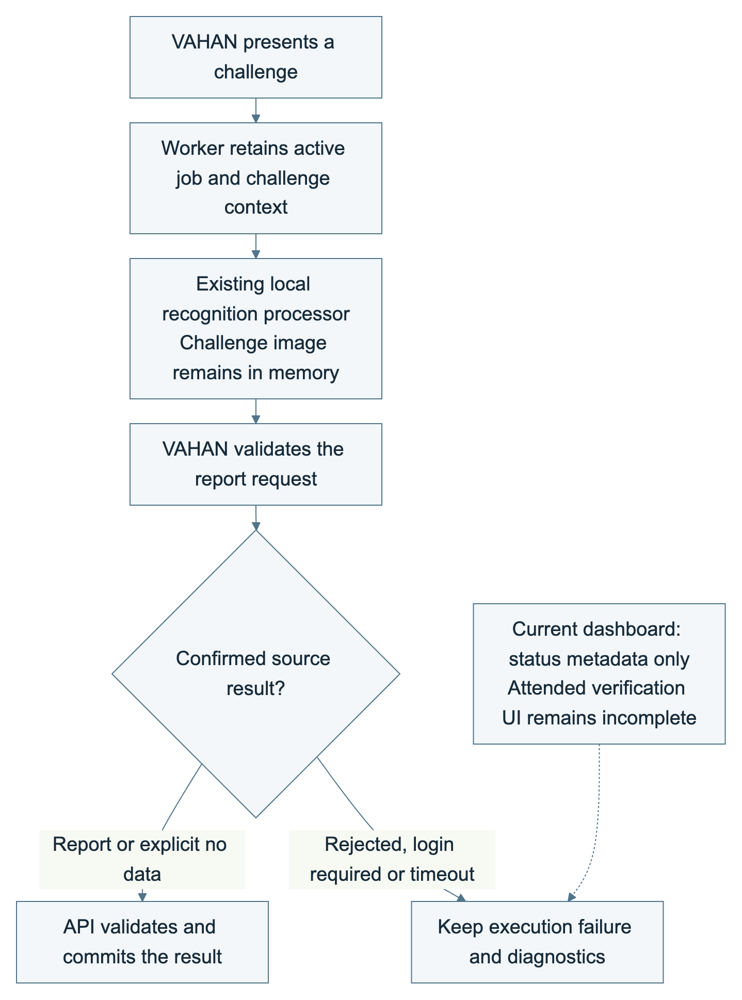 VAHAN presents a
challenge
Worker retains active
job and challenge
context
Existing local
recognition processor
Challenge image
remains in memory
VAHAN validates the
report request
Confirmed source
result?
Current dashboard:
status metadata only
Attended verification
UI remains incomplete
Report or explicit no
data
Rejected, login
required or timeout
API validates and
commits the result
Keep execution failure
and diagnostics